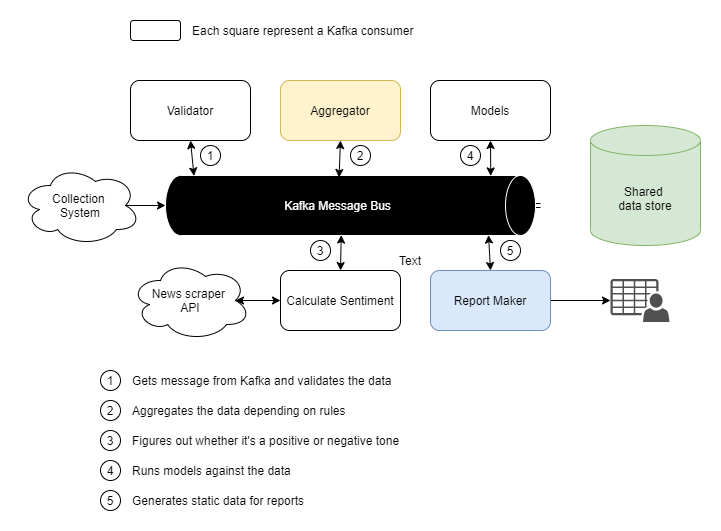 Each square represent a Kafka consumer
Validator
Aggregator
Models
1
2
4
Collection
System
Kafka Message Bus
=
Shared
data store
3
Text
5
News scraper
API
Calculate Sentiment
Report Maker
1 Gets message from Kafka and validates the data
2 Aggregates the data depending on rules
3 Figures out whether it's a positive or negative tone
4 Runs models against the data
5 Generates static data for reports